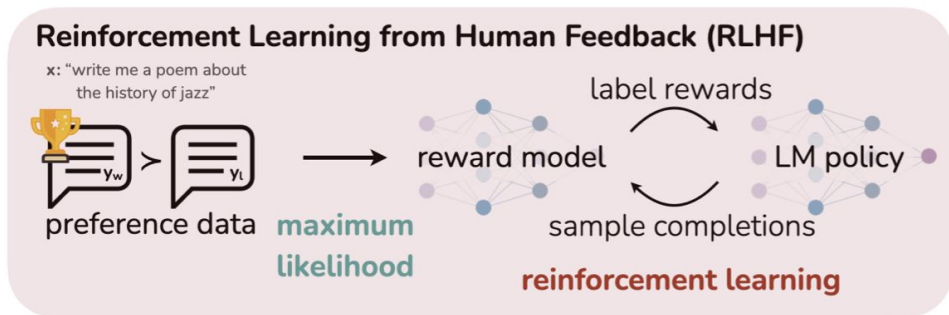 Reinforcement Learning from Human Feedback (RLHF)
x: “write me a poem about
the history of jazz”
label rewards
yw
yl
reward model
LM policy
preference data
maximum
likelihood
sample completions
reinforcement learning